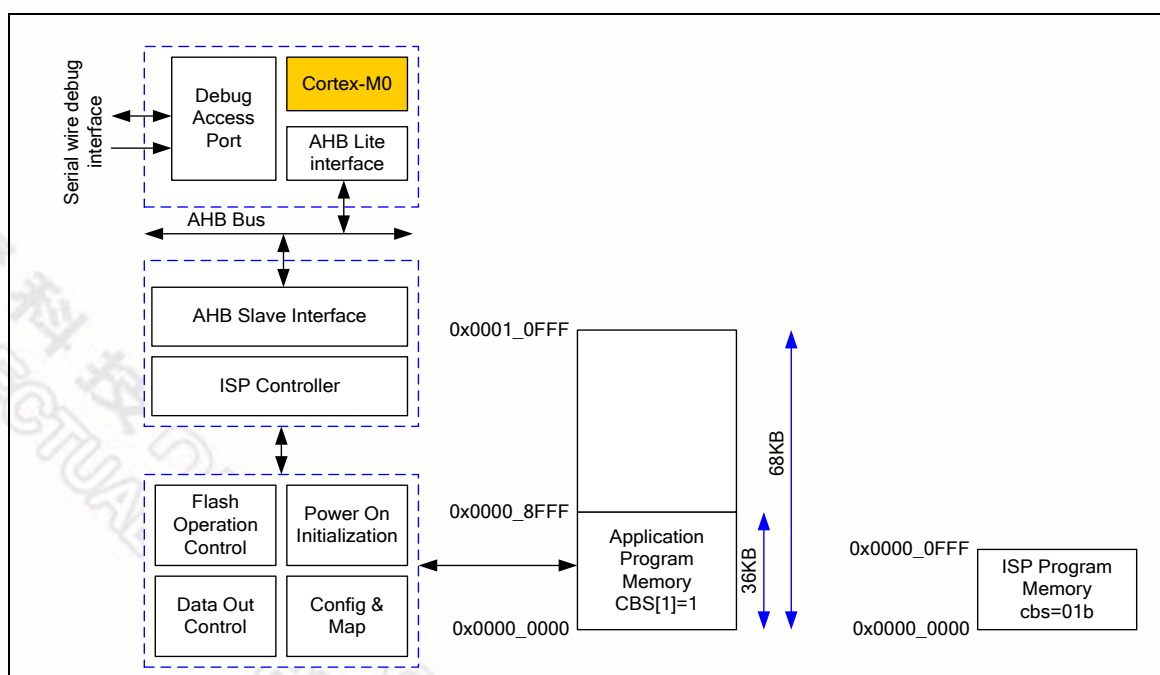 Serial wire debug
interface
Debug
Access
Port
Cortex-M0
AHB Lite
interface
AHB Bus
AHB Slave Interface
ISP Controller
Flash
Operation
Control
Power On
Initialization
Data Out
Control
Config &
Map
0x0001_0FFF
0x0000_8FFF
0x0000_0000
Application
Program
Memory
CBS[1]=1
36KB
68KB
0x0000_0FFF
0x0000_0000
ISP Program
Memory
cbs=01b
科 技